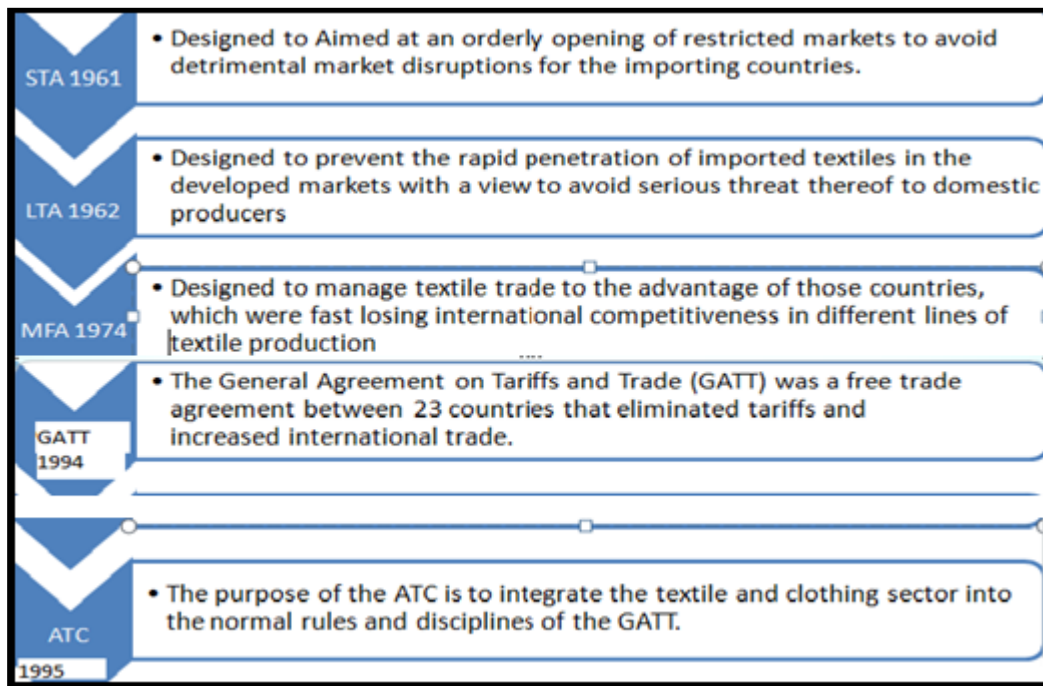 STA 1961
• Designed to Aimed at an orderly opening of restricted markets to avoid
detrimental market disruptions for the importing countries.
LTA 1962
• Designed to prevent the rapid penetration of imported textiles in the
developed markets with a view to avoid serious threat thereof to domestic
producers
MFA 1974
• Designed to manage textile trade to the advantage of those countries,
which were fast losing international competitiveness in different lines of
textile production
GATT
1994
• The General Agreement on Tariffs and Trade (GATT) was a free trade
agreement between 23 countries that eliminated tariffs and
increased international trade.
ATC
1995
• The purpose of the ATC is to integrate the textile and clothing sector into
the normal rules and disciplines of the GATT.